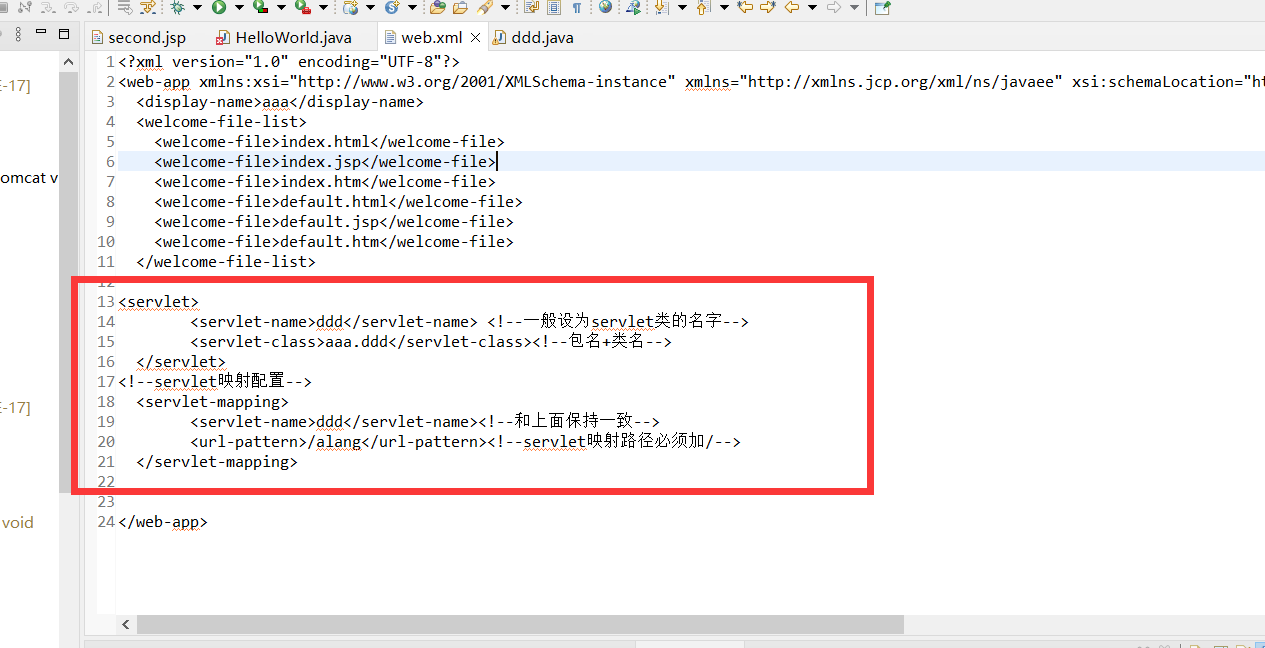 second.jsp HelloWorld.java web.xml ddd.java
-17]
omcat v
-17]
void
1 <?xml version="1.0" encoding="UTF-8"?>
2 <web-app xmlns:xsi="http://www.w3.org/2001/XMLSchema-instance" xmlns="http://xmlns.jcp.org/xml/ns/javaee" xsi:schemaLocation="ht
3 <display-name>aaa</display-name>
4 <welcome-file-list>
5 <welcome-file>index.html</welcome-file>
6 <welcome-file>index.jsp</welcome-file>
7 <welcome-file>index.htm</welcome-file>
8 <welcome-file>default.html</welcome-file>
9 <welcome-file>default.jsp</welcome-file>
10 <welcome-file>default.htm</welcome-file>
11 </welcome-file-list>
12
13 <servlet>
14 <servlet-name>ddd</servlet-name> <!--一般设为servlet类的名字-->
15 <servlet-class>aaa.ddd</servlet-class><!--包名+类名-->
16 </servlet>
17 <!--servlet映射配置-->
18 <servlet-mapping>
19 <servlet-name>ddd</servlet-name><!--和上面保持一致-->
20 <url-pattern>/alang</url-pattern><!--servlet映射路径必须加/-->
21 </servlet-mapping>
22
23
24 </web-app>